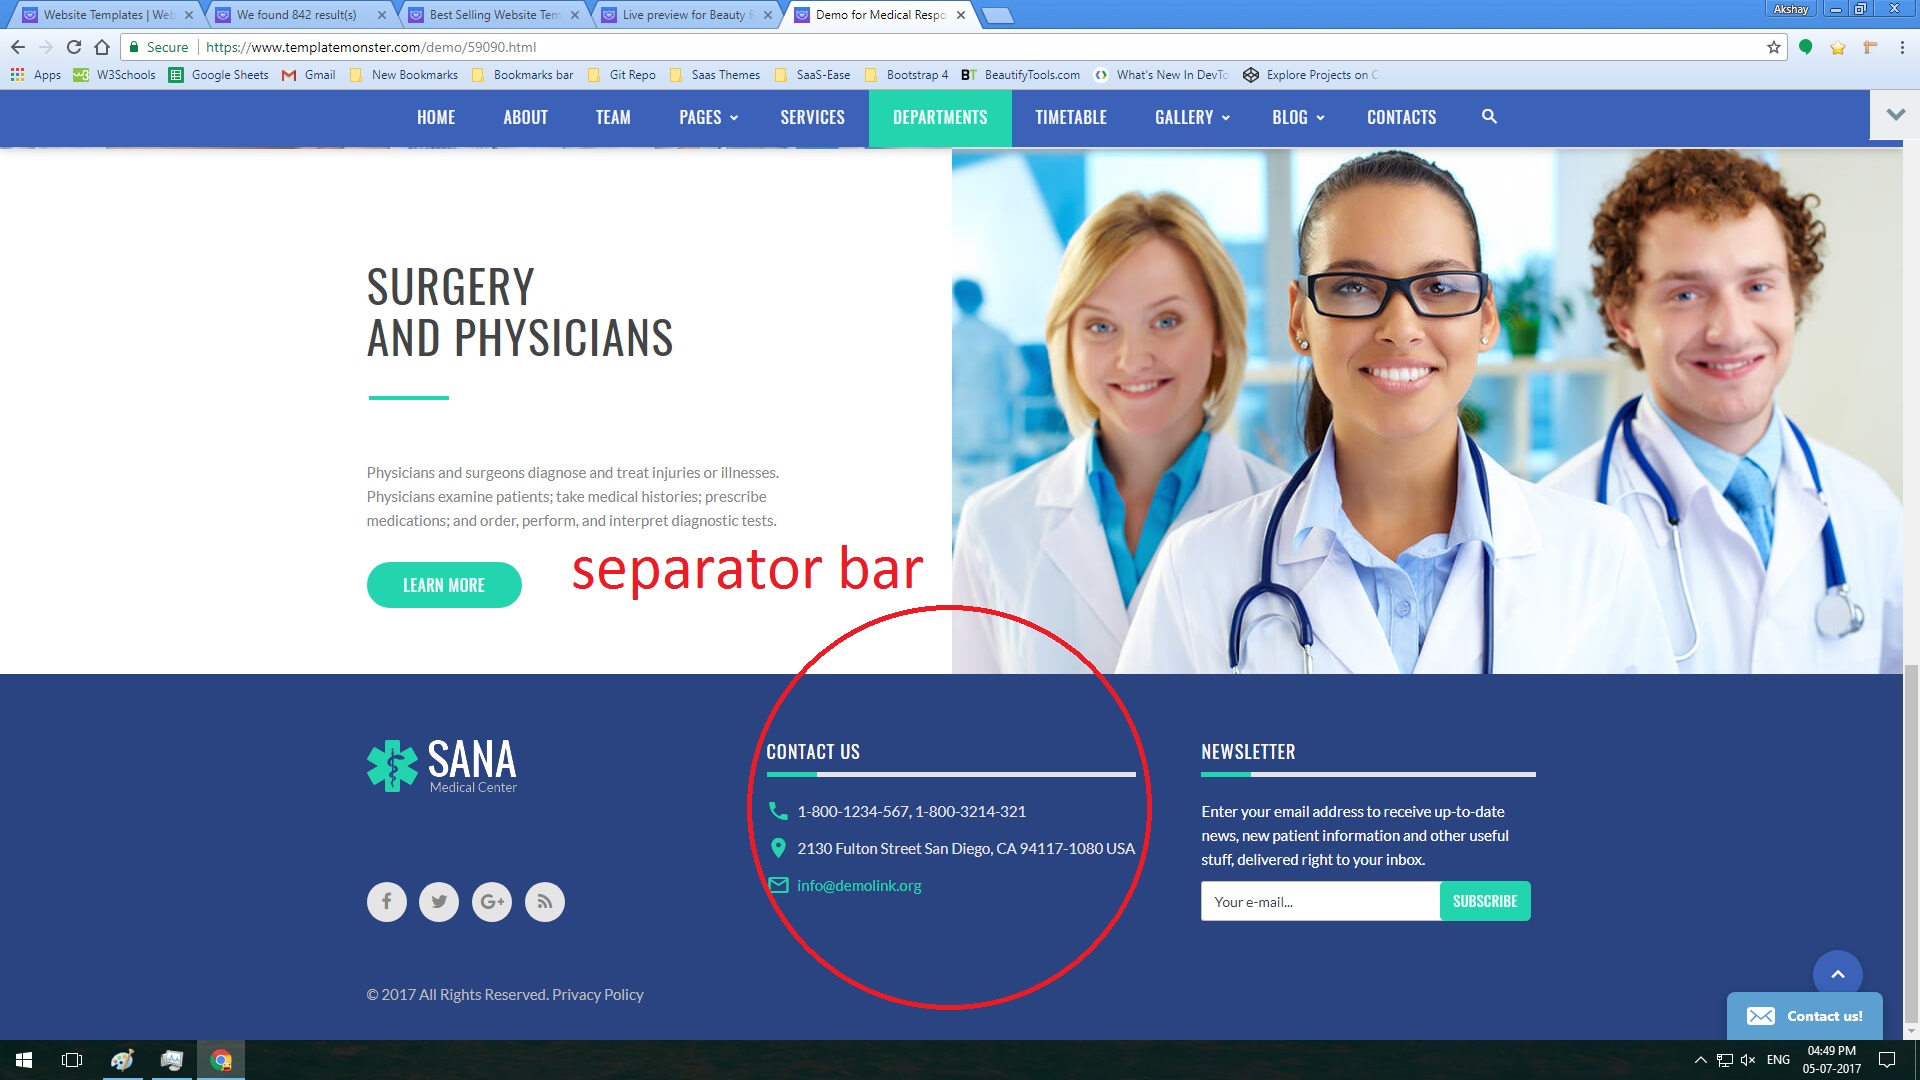 Website Templates | Web
We found 842 result(s)
Best Selling Website Tem
Live preview for Beauty R
Demo for Medical Respo
Akshay
Secure
https://www.templatemonster.com/demo/59090.html
Apps
W3Schools
Google Sheets
Gmail
New Bookmarks
Bookmarks bar
Git Repo
Saas Themes
SaaS-Ease
Bootstrap 4
BT BeautifyTools.com
What's New In DevTo
Explore Projects on C
HOME
ABOUT
TEAM
PAGES
SERVICES
DEPARTMENTS
TIMETABLE
GALLERY
BLOG
CONTACTS
SURGERY
AND PHYSICIANS
Physicians and surgeons diagnose and treat injuries or illnesses.
Physicians examine patients; take medical histories; prescribe
medications; and order, perform, and interpret diagnostic tests.
LEARN MORE
separator bar
SANA
Medical Center
© 2017 All Rights Reserved. Privacy Policy
CONTACT US
1-800-1234-567, 1-800-3214-321
2130 Fulton Street San Diego, CA 94117-1080 USA
info@demolink.org
NEWSLETTER
Enter your email address to receive up-to-date
news, new patient information and other useful
stuff, delivered right to your inbox.
Your e-mail...
SUBSCRIBE
Contact us!
ENG
04:49 PM
05-07-2017